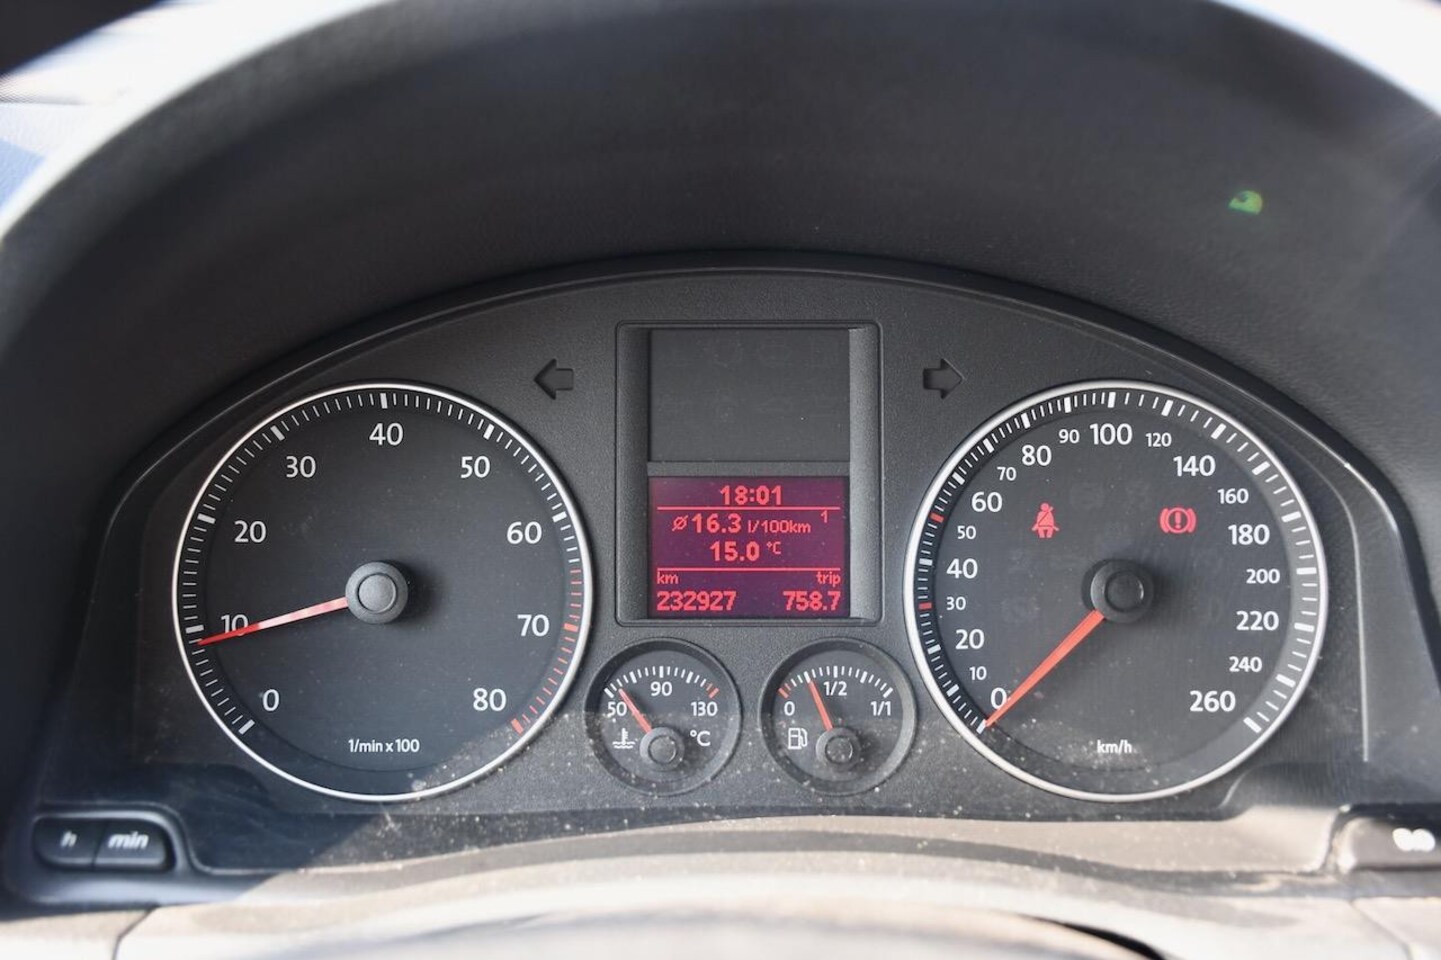 18:01
ø16.3 l/100km 1
15.0 °C
km trip
232927 758.7
0 10 20 30 40 50 60 70 80
1/min x 100
50 90 130
°C
0 1/2 1/1
0 10 20 30 40 50 60 70 80 90 100 120 140 160 180 200 220 240 260
km/h
h min